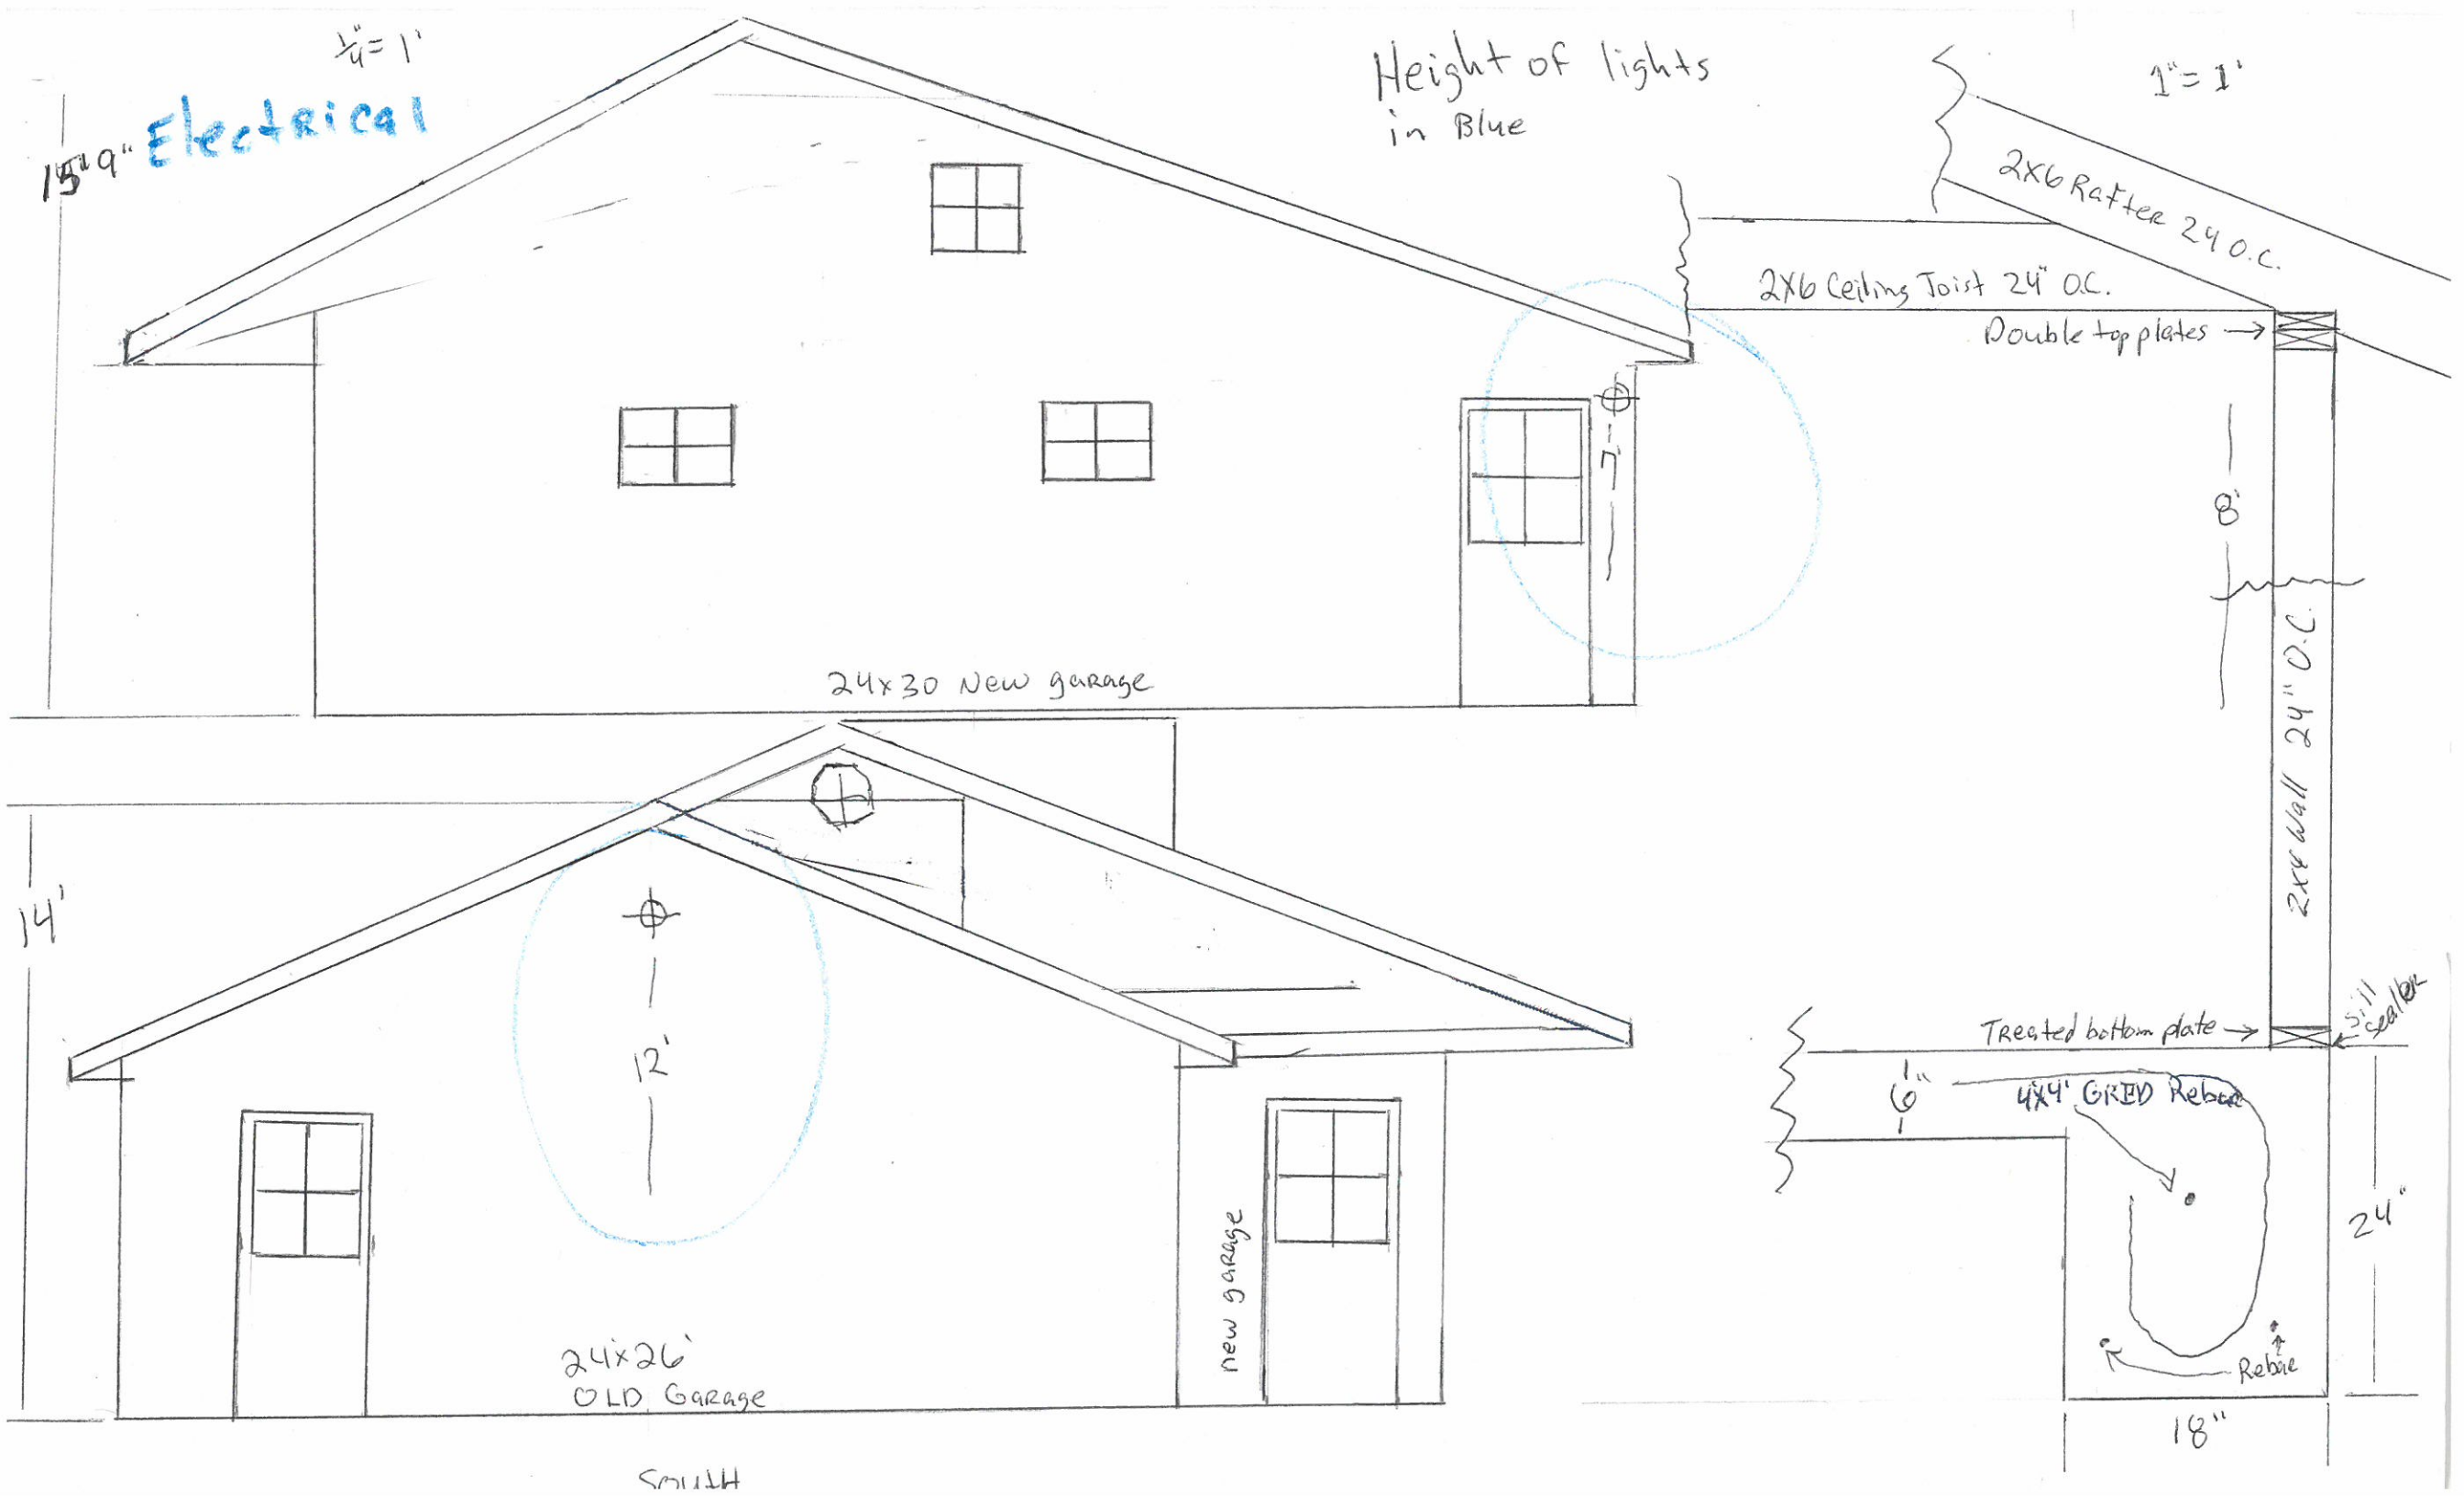 1/4"= 1'
Electrical
15' 9"
Height of lights
in Blue
1"= 1'
2X6 Rafter 24 O.C.
2X6 Ceiling Joist 24" O.C.
Double top plates
7'
8'
24x30 New garage
2X4 Wall 24" O.C.
14'
12'
Sill
Sealer
Treated bottom plate
6"
4X4' GRID Rebar
24"
new garage
24x26'
OLD Garage
Rebar
18"
South